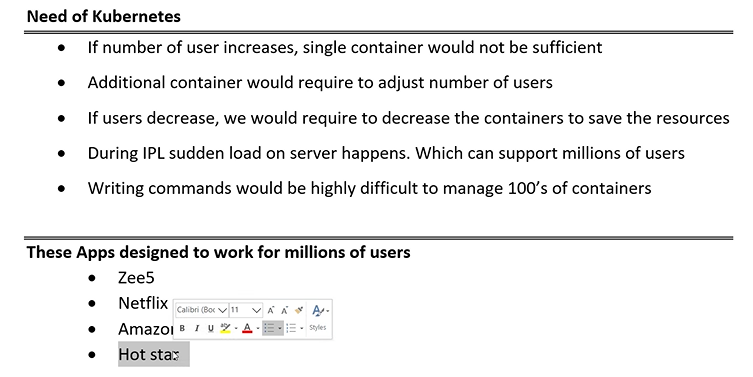 Need of Kubernetes
• If number of user increases, single container would not be sufficient
• Additional container would require to adjust number of users
• If users decrease, we would require to decrease the containers to save the resources
• During IPL sudden load on server happens. Which can support millions of users
• Writing commands would be highly difficult to manage 100’s of containers
These Apps designed to work for millions of users
• Zee5
• Netflix
Calibri (Boc 11 A A A
• Amazo B I U ab A Styles
• Hot star